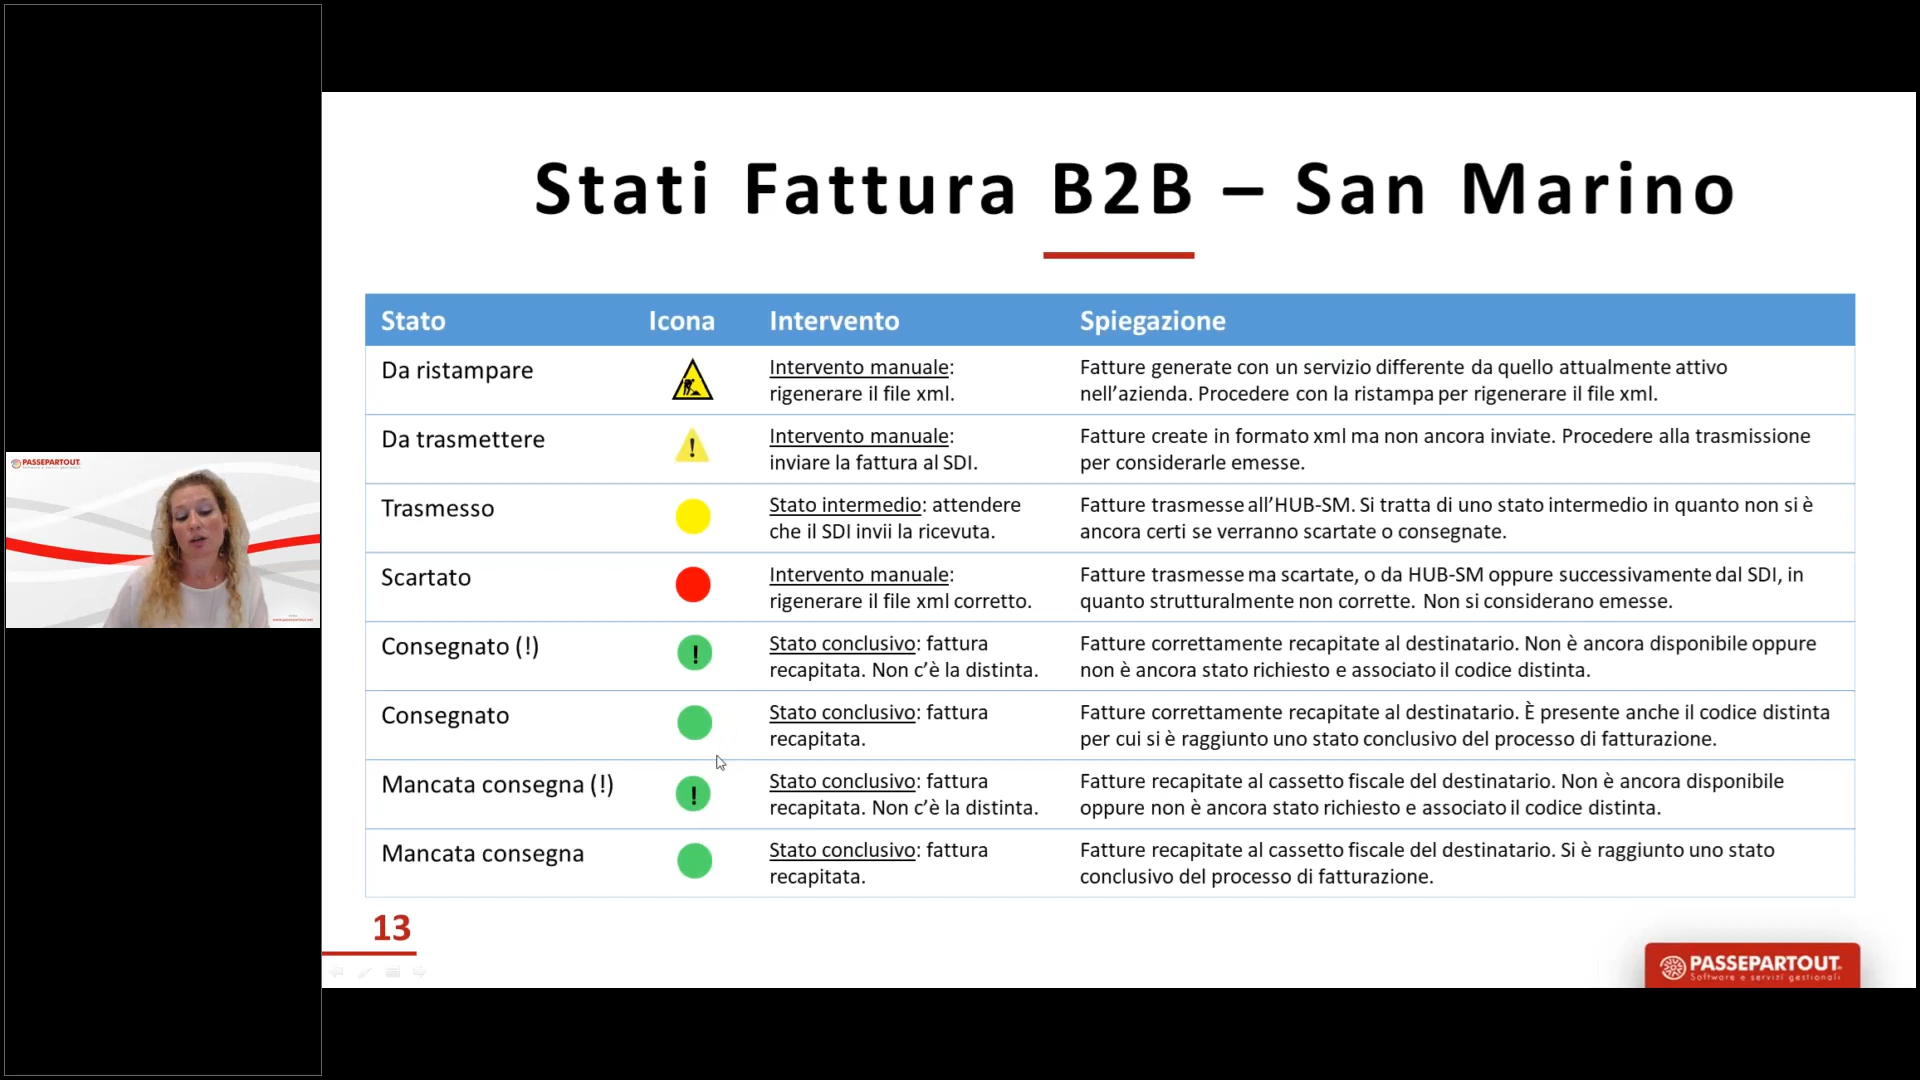 PASSEPARTOUT
Stati Fattura B2B – San Marino
Stato Icona Intervento Spiegazione
Da ristampare
Intervento manuale:
rigenerare il file xml.
Fatture generate con un servizio differente da quello attualmente attivo
nell’azienda. Procedere con la ristampa per rigenerare il file xml.
Da trasmettere
!
Intervento manuale:
inviare la fattura al SDI.
Fatture create in formato xml ma non ancora inviate. Procedere alla trasmissione
per considerarle emesse.
Trasmesso
Stato intermedio: attendere
che il SDI invii la ricevuta.
Fatture trasmesse all’HUB-SM. Si tratta di uno stato intermedio in quanto non si è
ancora certi se verranno scartate o consegnate.
Scartato
Intervento manuale:
rigenerare il file xml corretto.
Fatture trasmesse ma scartate, o da HUB-SM oppure successivamente dal SDI, in
quanto strutturalmente non corrette. Non si considerano emesse.
Consegnato (!)
!
Stato conclusivo: fattura
recapitata. Non c’è la distinta.
Fatture correttamente recapitate al destinatario. Non è ancora disponibile oppure
non è ancora stato richiesto e associato il codice distinta.
Consegnato
Stato conclusivo: fattura
recapitata.
Fatture correttamente recapitate al destinatario. È presente anche il codice distinta
per cui si è raggiunto uno stato conclusivo del processo di fatturazione.
Mancata consegna (!)
!
Stato conclusivo: fattura
recapitata. Non c’è la distinta.
Fatture recapitate al cassetto fiscale del destinatario. Non è ancora disponibile
oppure non è ancora stato richiesto e associato il codice distinta.
Mancata consegna
Stato conclusivo: fattura
recapitata.
Fatture recapitate al cassetto fiscale del destinatario. Si è raggiunto uno stato
conclusivo del processo di fatturazione.
13
PASSEPARTOUT
Software e servizi gestionali